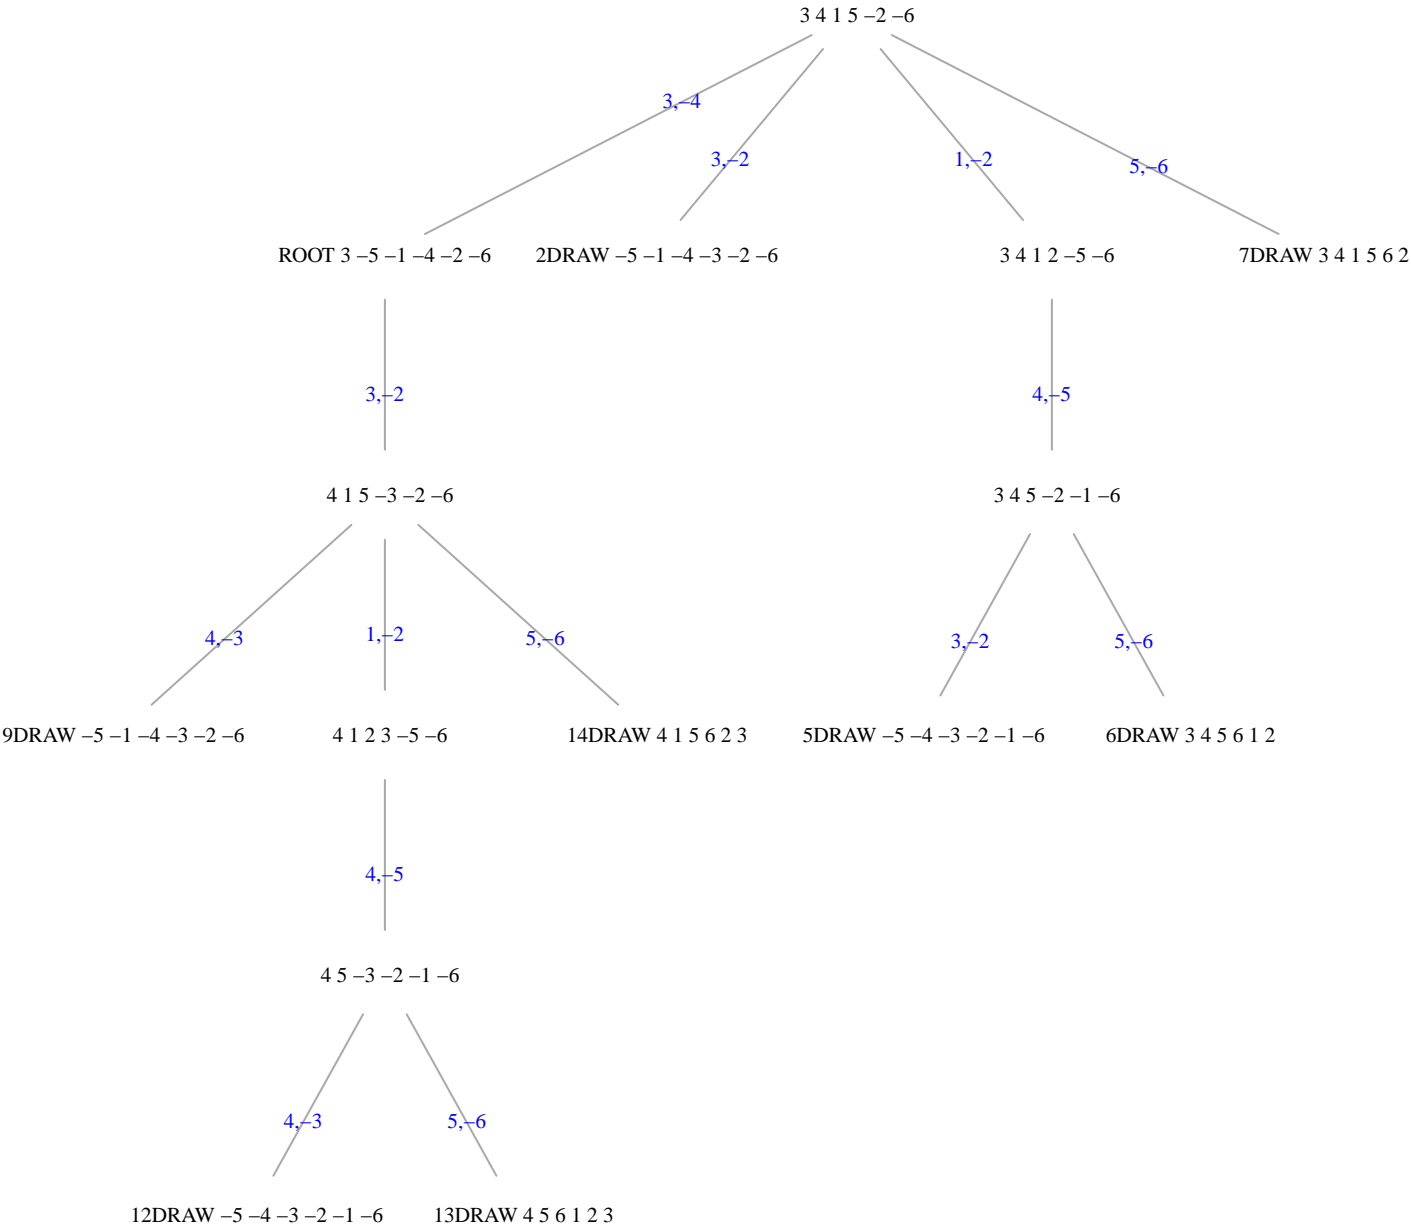 3 4 1 5 –2 –6
3,–4
3,–2
1,–2
5,–6
ROOT 3 –5 –1 –4 –2 –6
2DRAW –5 –1 –4 –3 –2 –6
3 4 1 2 –5 –6
7DRAW 3 4 1 5 6 2
3,–2
4,–5
4 1 5 –3 –2 –6
3 4 5 –2 –1 –6
4,–3
1,–2
5,–6
3,–2
5,–6
9DRAW –5 –1 –4 –3 –2 –6
4 1 2 3 –5 –6
14DRAW 4 1 5 6 2 3
5DRAW –5 –4 –3 –2 –1 –6
6DRAW 3 4 5 6 1 2
4,–5
4 5 –3 –2 –1 –6
4,–3
5,–6
12DRAW –5 –4 –3 –2 –1 –6
13DRAW 4 5 6 1 2 3